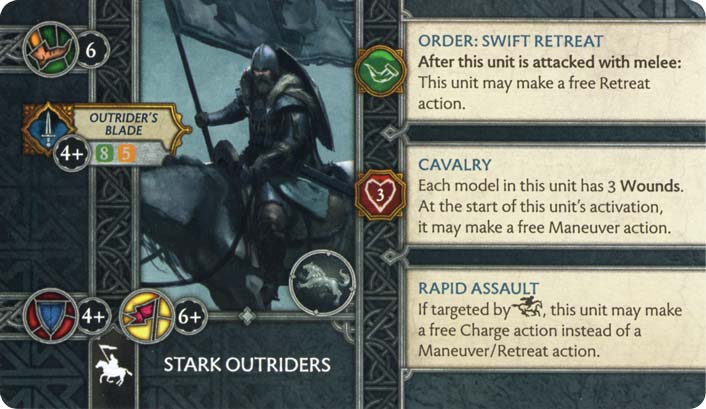 6
OUTRIDER'S
BLADE
4+ 8 5
4+ 6+
STARK OUTRIDERS
ORDER: SWIFT RETREAT
After this unit is attacked with melee:
This unit may make a free Retreat
action.
3
CAVALRY
Each model in this unit has 3 Wounds.
At the start of this unit's activation,
it may make a free Maneuver action.
RAPID ASSAULT
If targeted by , this unit may make
a free Charge action instead of a
Maneuver/Retreat action.